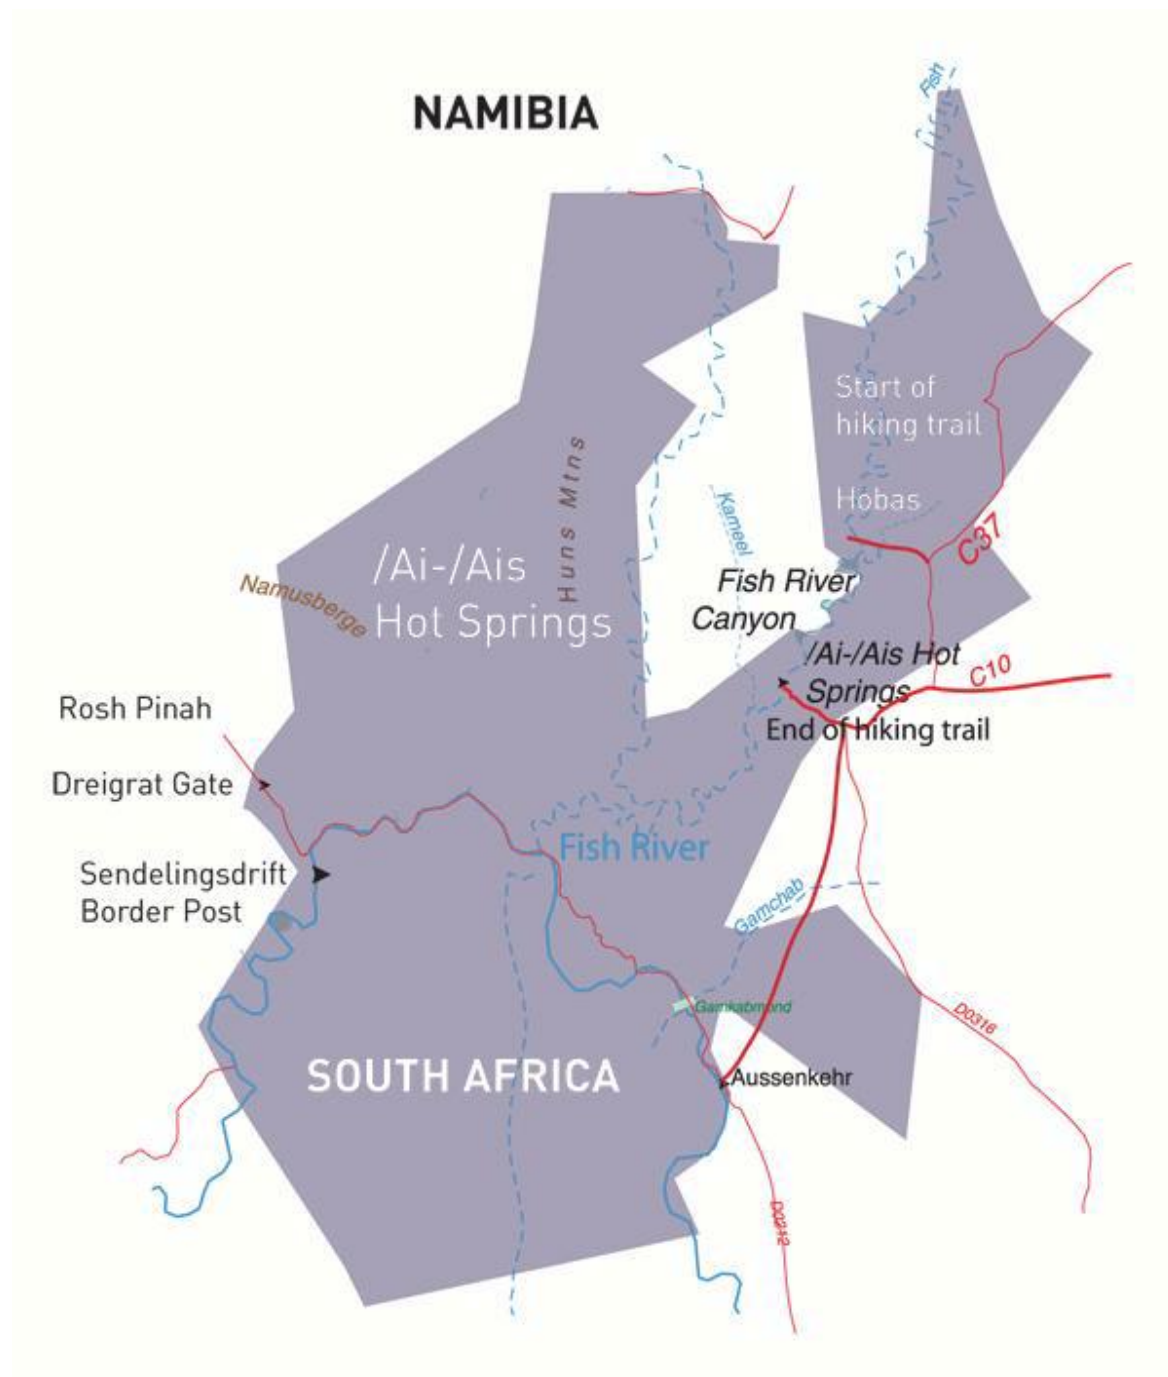 Fish
NAMIBIA
Start of
hiking trail
Hobas
Huns Mtns
Kameel
C37
/Ai-/Ais
Hot Springs
Namusberge
Fish River
Canyon
/Ai-/Ais Hot
Springs
C10
End of hiking trail
Rosh Pinah
Dreigrat Gate
Fish River
Sendelingsdrift
Border Post
Gamchab
Gamkabmond
D0316
SOUTH AFRICA
Aussenkehr
D0212